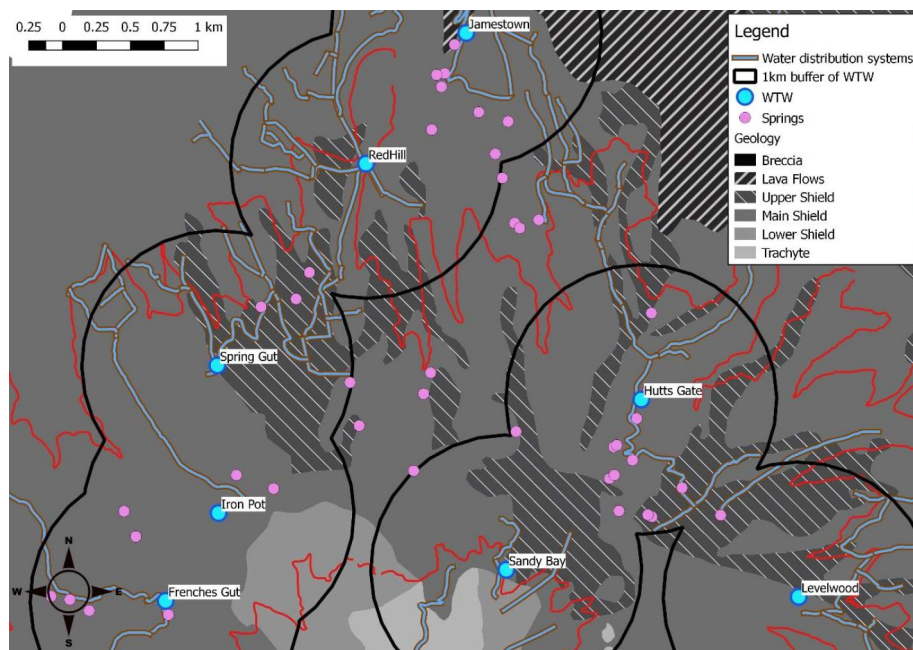 0.25 0 0.25 0.5 0.75 1 km
Jamestown
RedHill
Spring Gut
Hutts Gate
Iron Pot
Sandy Bay
Frenches Gut
Levelwood
N
W E
S
Legend
Water distribution systems
1km buffer of WTW
WTW
Springs
Geology
Breccia
Lava Flows
Upper Shield
Main Shield
Lower Shield
Trachyte